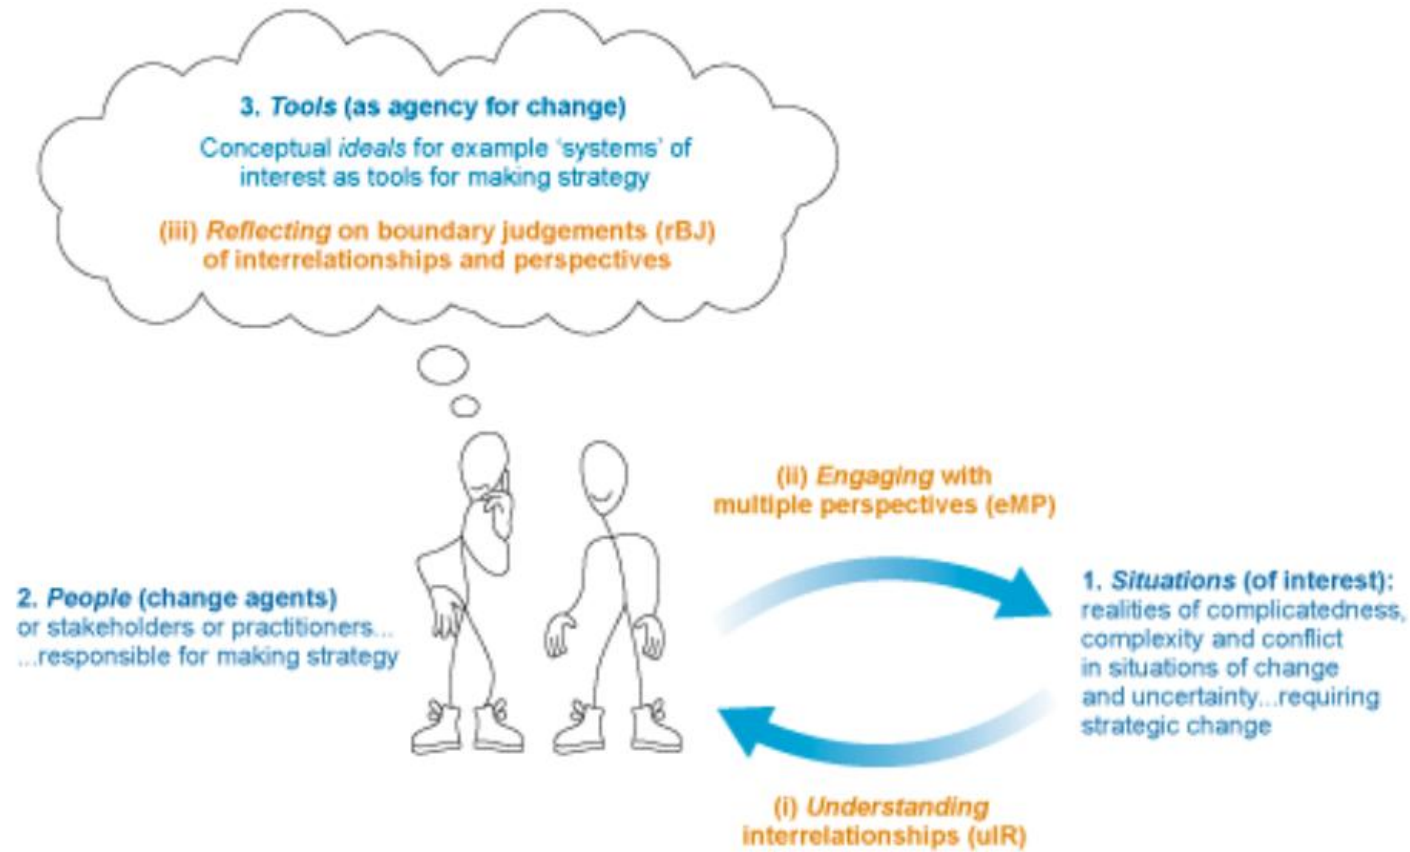 3. Tools (as agency for change)
Conceptual ideals for example ‘systems’ of
interest as tools for making strategy
(iii) Reflecting on boundary judgements (rBJ)
of interrelationships and perspectives
(ii) Engaging with
multiple perspectives (eMP)
2. People (change agents)
or stakeholders or practitioners...
...responsible for making strategy
1. Situations (of interest):
realities of complicatedness,
complexity and conflict
in situations of change
and uncertainty...requiring
strategic change
(i) Understanding
interrelationships (uIR)